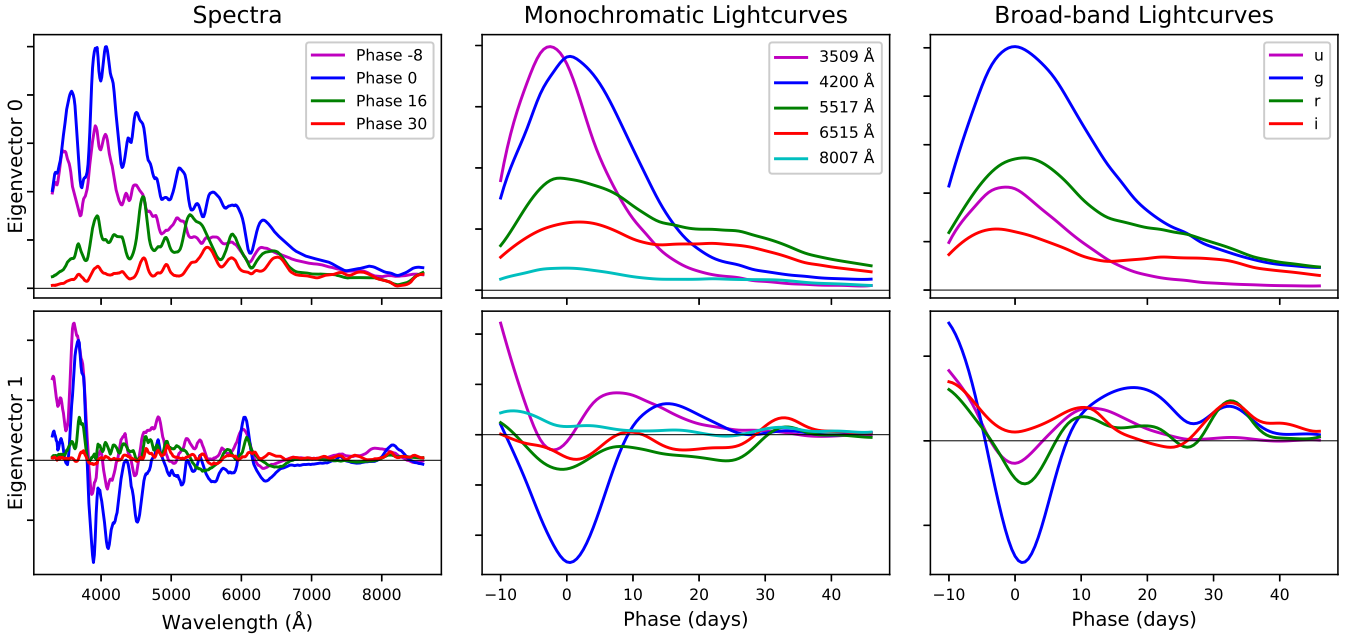 Spectra
Monochromatic Lightcurves
Broad-band Lightcurves
Eigenvector 0
Phase -8
Phase 0
Phase 16
Phase 30
3509 Å
4200 Å
5517 Å
6515 Å
8007 Å
u
g
r
i
Eigenvector 1
4000 5000 6000 7000 8000
Wavelength (Å)
−10 0 10 20 30 40
Phase (days)
−10 0 10 20 30 40
Phase (days)